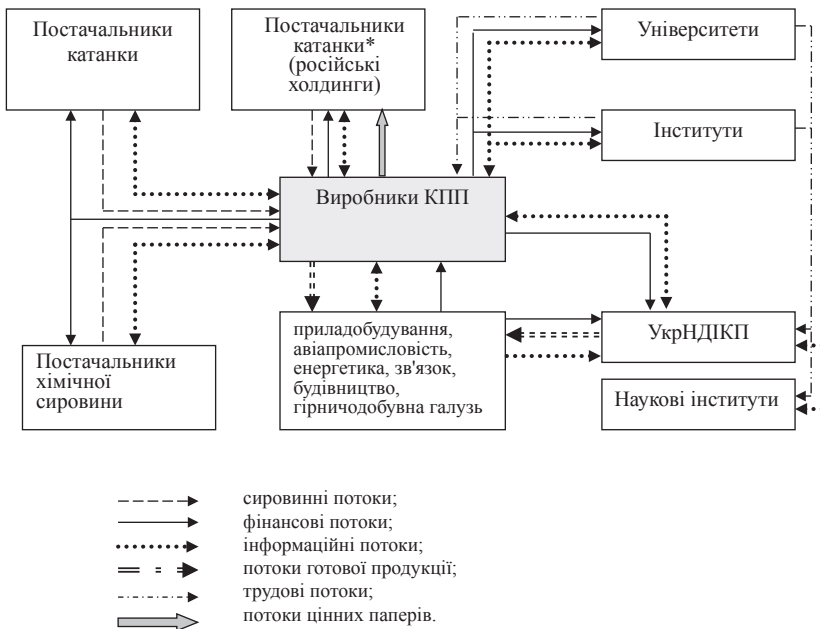 Постачальники
катанки
Постачальники
катанки*
(російські
холдинги)
Університети
Інститути
Виробники КПП
приладобудування,
авіапромисловість,
енергетика, зв'язок,
будівництво,
гірничодобувна галузь
УкрНДІКП
Постачальники
хімічної
сировини
Наукові інститути
сировинні потоки;
фінансові потоки;
інформаційні потоки;
потоки готової продукції;
трудові потоки;
потоки цінних паперів.